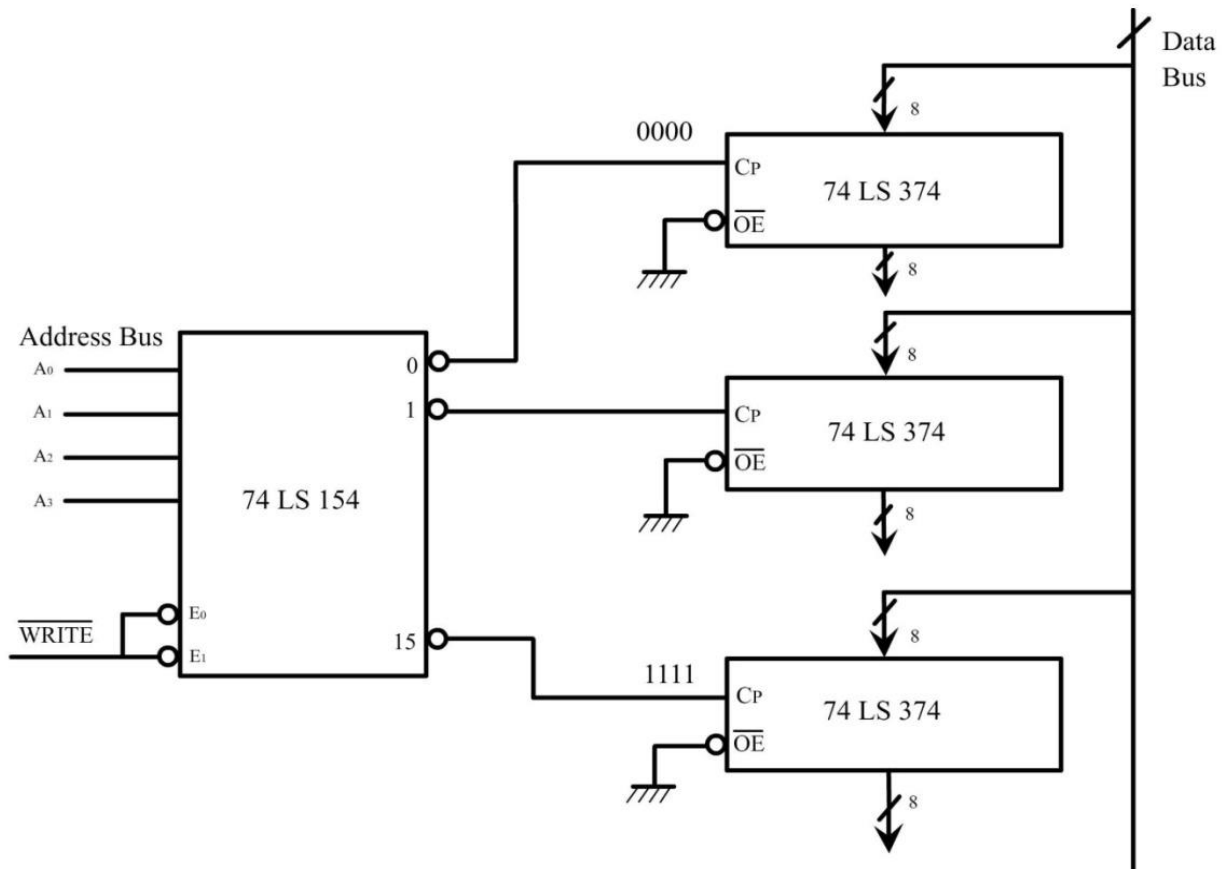 Data
Bus
8
0000
CP
74 LS 374
OE
8
Address Bus
8
A0
0
A1
1
CP
74 LS 374
A2
OE
A3
74 LS 154
8
E0
WRITE
15
8
E1
1111
CP
74 LS 374
OE
8